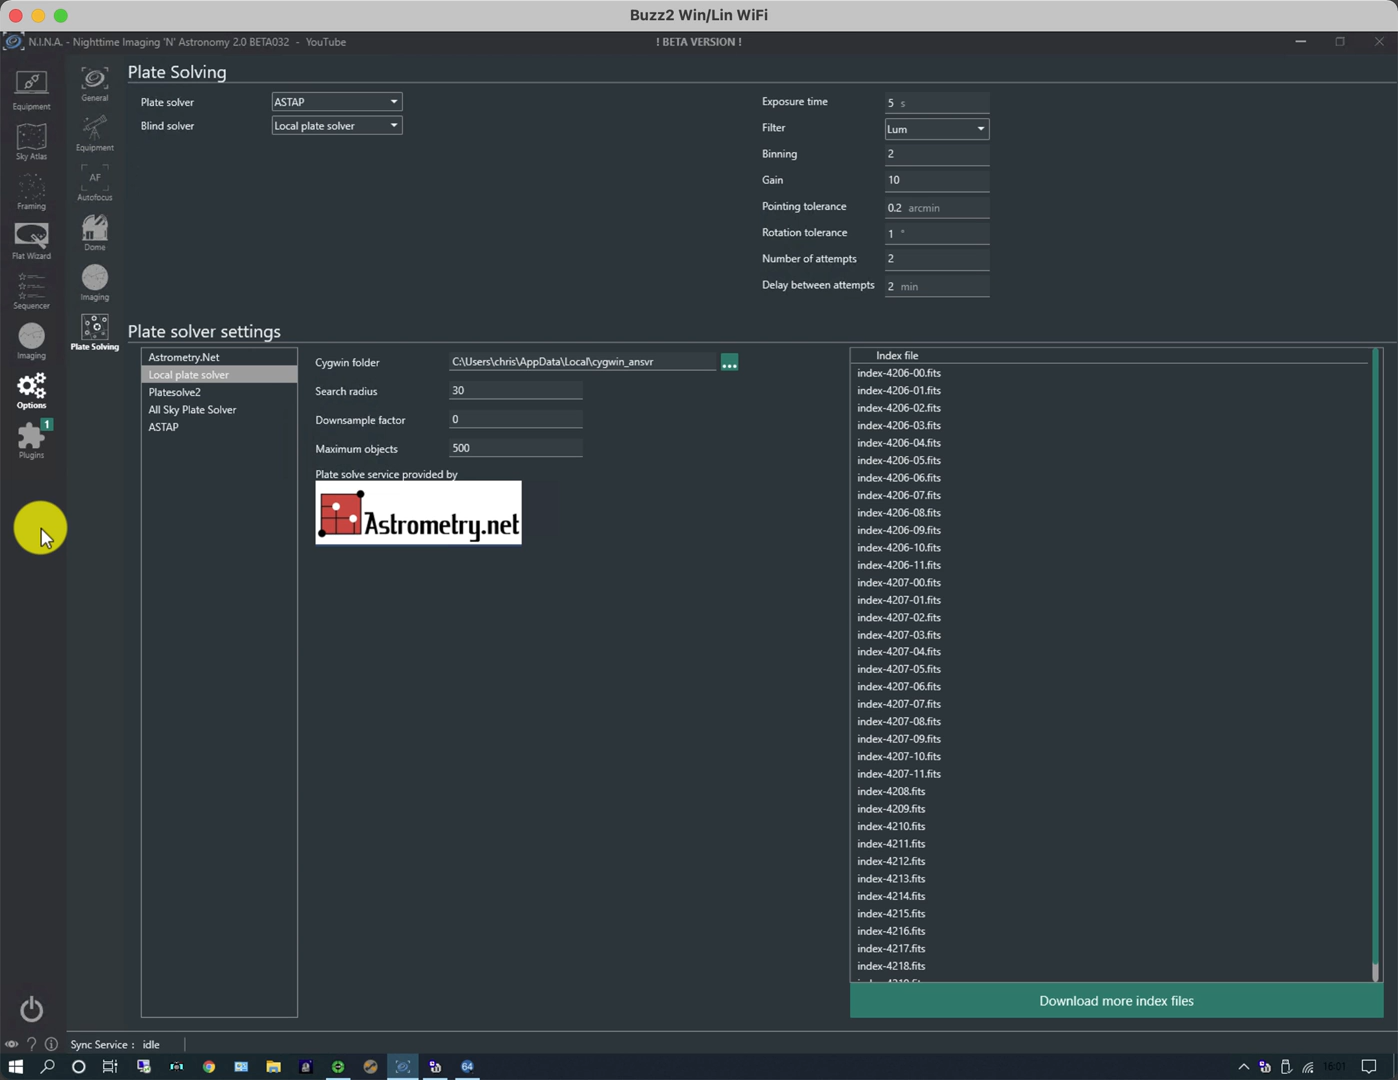 Buzz2 Win/Lin WiFi
N.I.N.A. - Nighttime Imaging 'N' Astronomy 2.0 BETA032 - YouTube
! BETA VERSION !
Equipment
Sky Atlas
Framing
Flat Wizard
Sequencer
Imaging
Options
1
Plugins
General
Equipment
AF
Autofocus
Dome
Imaging
Plate Solving
Plate Solving
Plate solver ASTAP
Blind solver Local plate solver
Exposure time 5 s
Filter Lum
Binning 2
Gain 10
Pointing tolerance 0.2 arcmin
Rotation tolerance 1 °
Number of attempts 2
Delay between attempts 2 min
Plate solver settings
Astrometry.Net
Local plate solver
Platesolve2
All Sky Plate Solver
ASTAP
Cygwin folder C:\Users\chris\AppData\Local\cygwin_ansvr ...
Search radius 30
Downsample factor 0
Maximum objects 500
Plate solve service provided by
Astrometry.net
Index file
index-4206-00.fits
index-4206-01.fits
index-4206-02.fits
index-4206-03.fits
index-4206-04.fits
index-4206-05.fits
index-4206-06.fits
index-4206-07.fits
index-4206-08.fits
index-4206-09.fits
index-4206-10.fits
index-4206-11.fits
index-4207-00.fits
index-4207-01.fits
index-4207-02.fits
index-4207-03.fits
index-4207-04.fits
index-4207-05.fits
index-4207-06.fits
index-4207-07.fits
index-4207-08.fits
index-4207-09.fits
index-4207-10.fits
index-4207-11.fits
index-4208.fits
index-4209.fits
index-4210.fits
index-4211.fits
index-4212.fits
index-4213.fits
index-4214.fits
index-4215.fits
index-4216.fits
index-4217.fits
index-4218.fits
Download more index files
Sync Service : idle
64
16:01